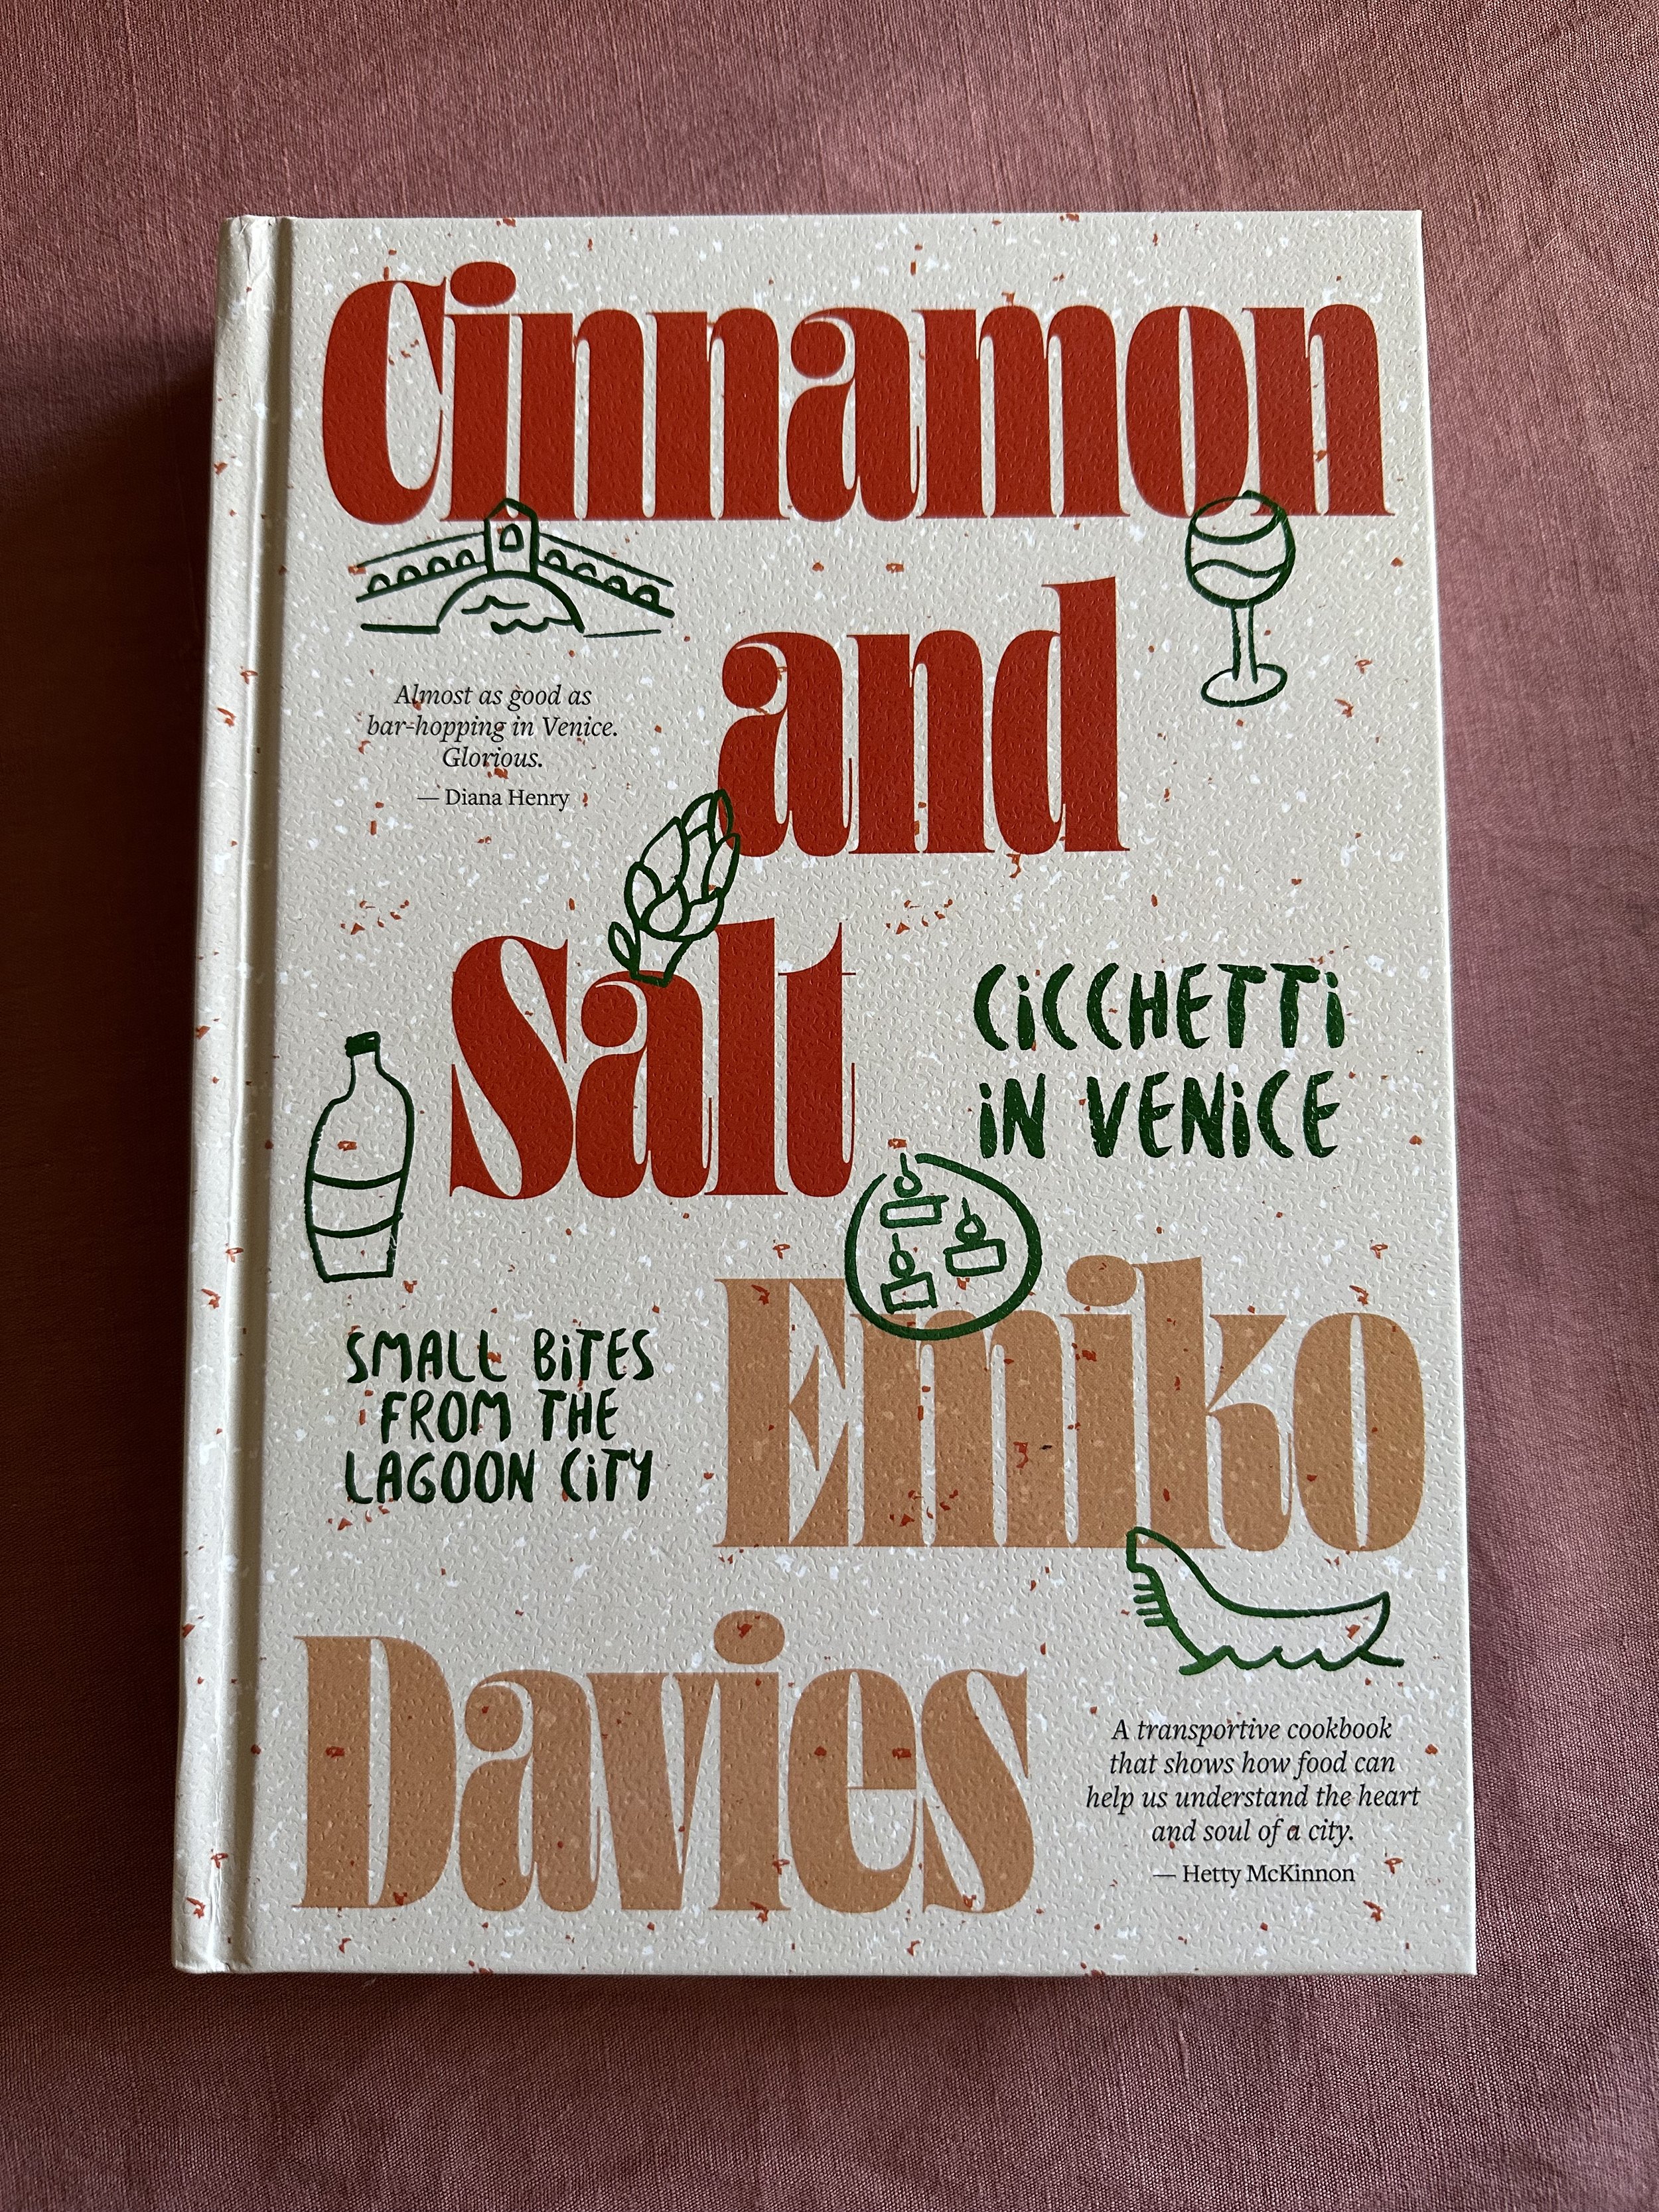 Cinnamon
and
Almost as good as
bar-hopping in Venice.
Glorious.
— Diana Henry
Salt
CiCCHETTi
iN VENiCE
SMALL BiTES
FROM THE
LAGOON CiTY
Emiko
Davies
A transportive cookbook
that shows how food can
help us understand the heart
and soul of a city.
— Hetty McKinnon